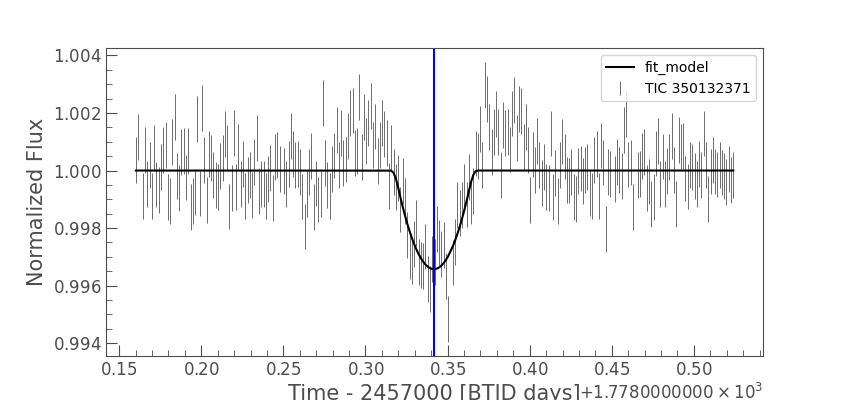 1.004
1.002
1.000
0.998
0.996
0.994
Normalized Flux
fit_model
TIC 350132371
0.15 0.20 0.25 0.30 0.35 0.40 0.45 0.50
Time - 2457000 [BTJD days]
+1.7780000000 × 10³